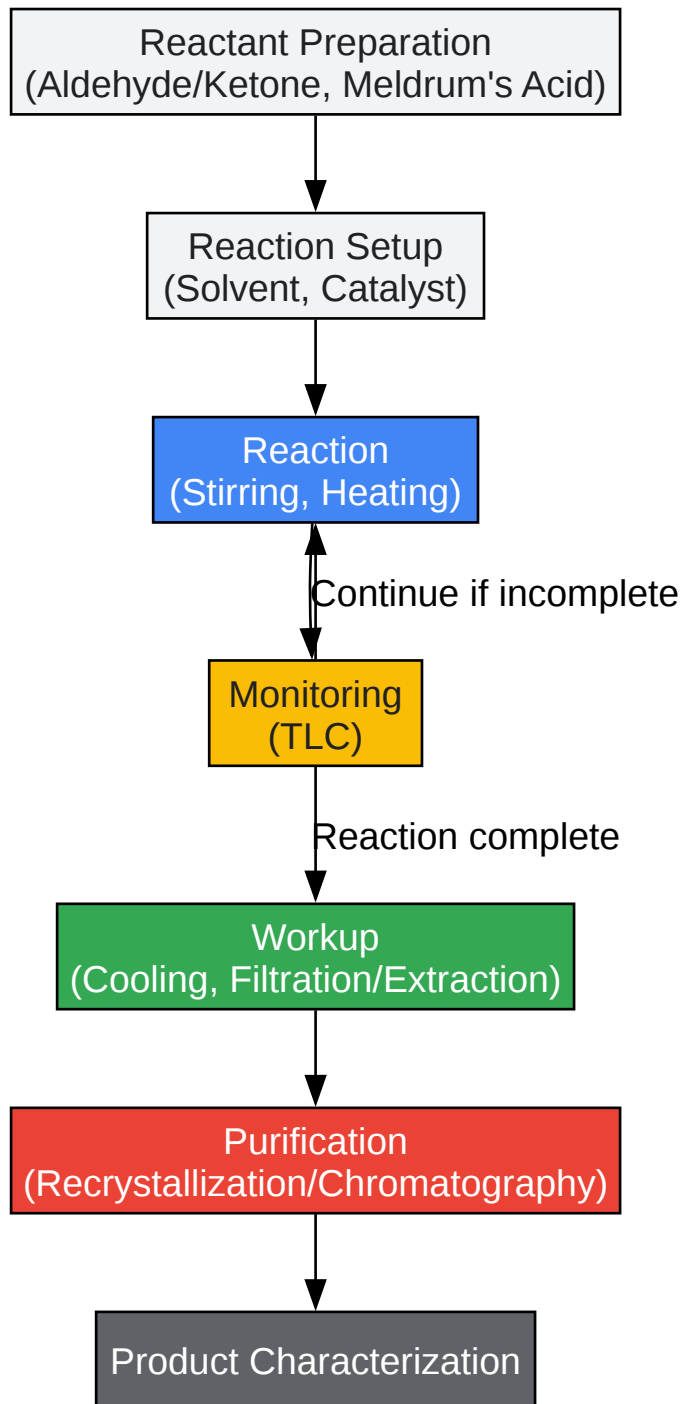 Reactant Preparation
(Aldehyde/Ketone, Meldrum's Acid)
Reaction Setup
(Solvent, Catalyst)
Reaction
(Stirring, Heating)
Continue if incomplete
Monitoring
(TLC)
Reaction complete
Workup
(Cooling, Filtration/Extraction)
Purification
(Recrystallization/Chromatography)
Product Characterization